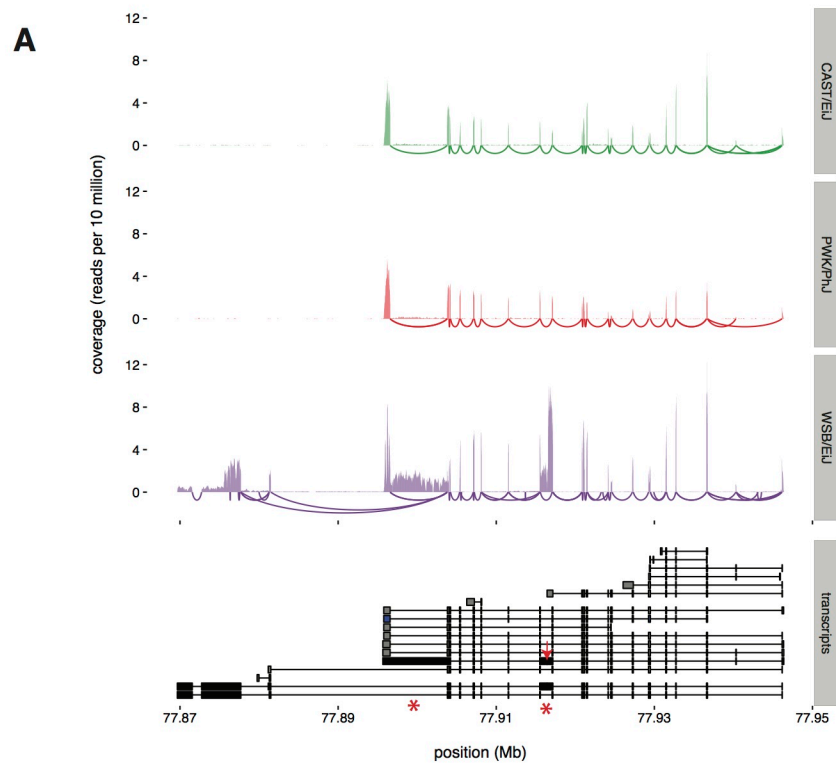 A
12
8
4
0
CAST/EiJ
12
8
4
0
PWK/PhJ
coverage (reads per 10 million)
12
8
4
0
WSB/EiJ
transcripts
*
*
77.87
77.89
77.91
77.93
77.95
position (Mb)